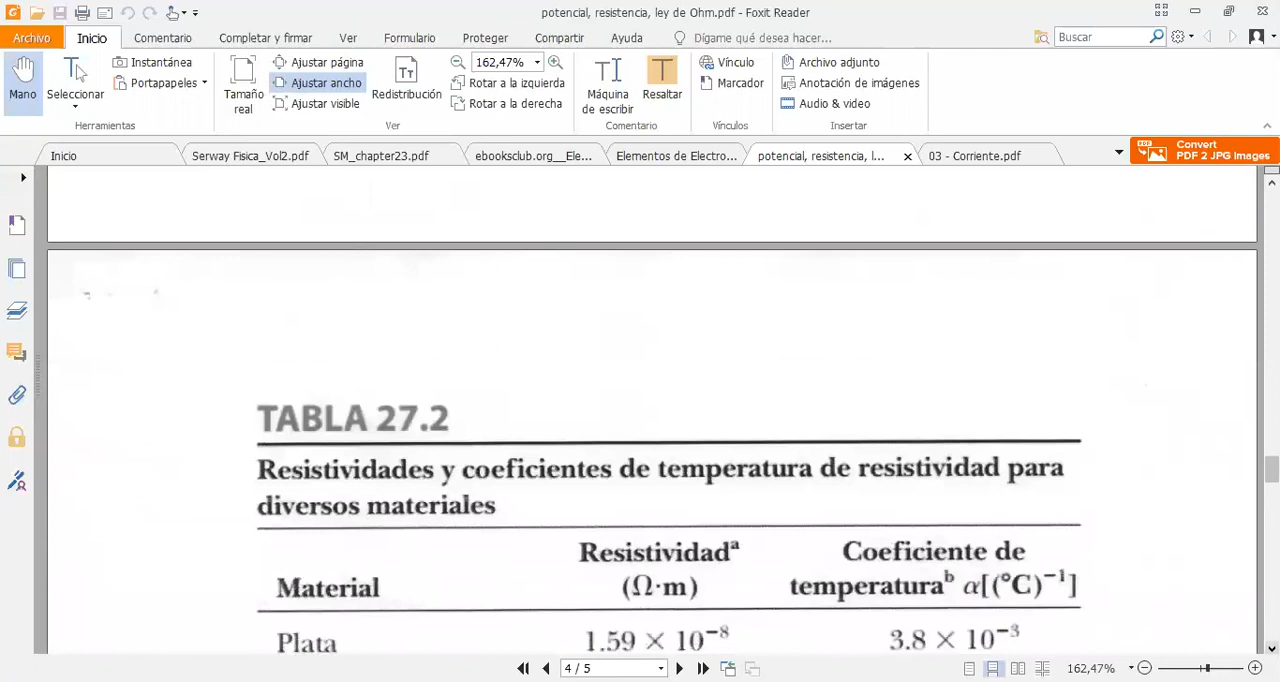 potencial, resistencia, ley de Ohm.pdf - Foxit Reader
Archivo Inicio Comentario Completar y firmar Ver Formulario Proteger Compartir Ayuda Dígame qué desea hacer... Buscar
Mano
Seleccionar
Instantánea
Portapapeles
Herramientas
Tamaño real
Ajustar página
Ajustar ancho
Ajustar visible
Redistribución
162,47%
Rotar a la izquierda
Rotar a la derecha
Ver
Máquina de escribir
Resaltar
Comentario
Vínculo
Marcador
Vínculos
Archivo adjunto
Anotación de imágenes
Audio & video
Insertar
Inicio Serway Fisica_Vol2.pdf SM_chapter23.pdf ebooksclub.org__Ele... Elementos de Electro... potencial, resistencia, l... 03 - Corriente.pdf
Convert
PDF 2 JPG Images
TABLA 27.2
Resistividades y coeficientes de temperatura de resistividad para
diversos materiales
Material
Resistividadᵃ
(Ω·m)
Coeficiente de
temperaturaᵇ α[(°C)⁻¹]
Plata 1.59 × 10⁻⁸ 3.8 × 10⁻³
4 / 5
162,47%